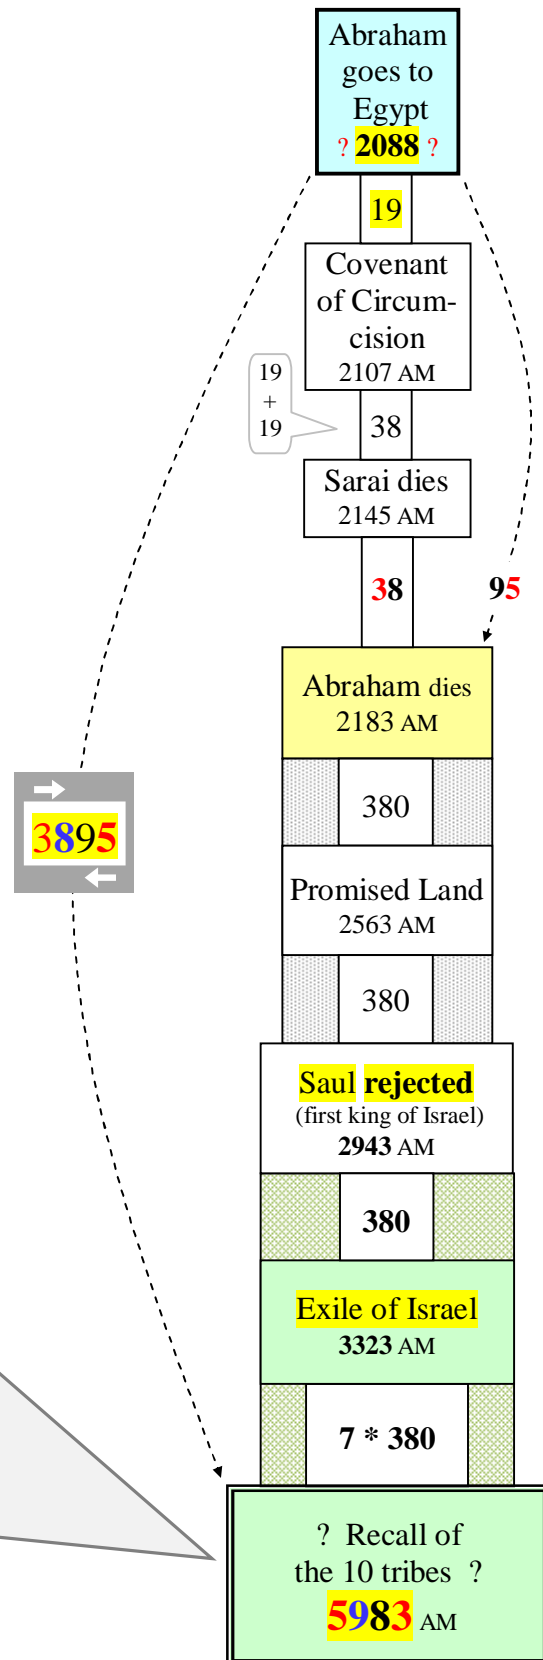 Abraham
goes to
Egypt
? 2088 ?
19
Covenant
of Circum-
cision
2107 AM
19
+
19
38
Sarai dies
2145 AM
38
95
Abraham dies
2183 AM
380
3895
Promised Land
2563 AM
380
Saul rejected
(first king of Israel)
2943 AM
380
Exile of Israel
3323 AM
7 * 380
? Recall of
the 10 tribes ?
5983 AM